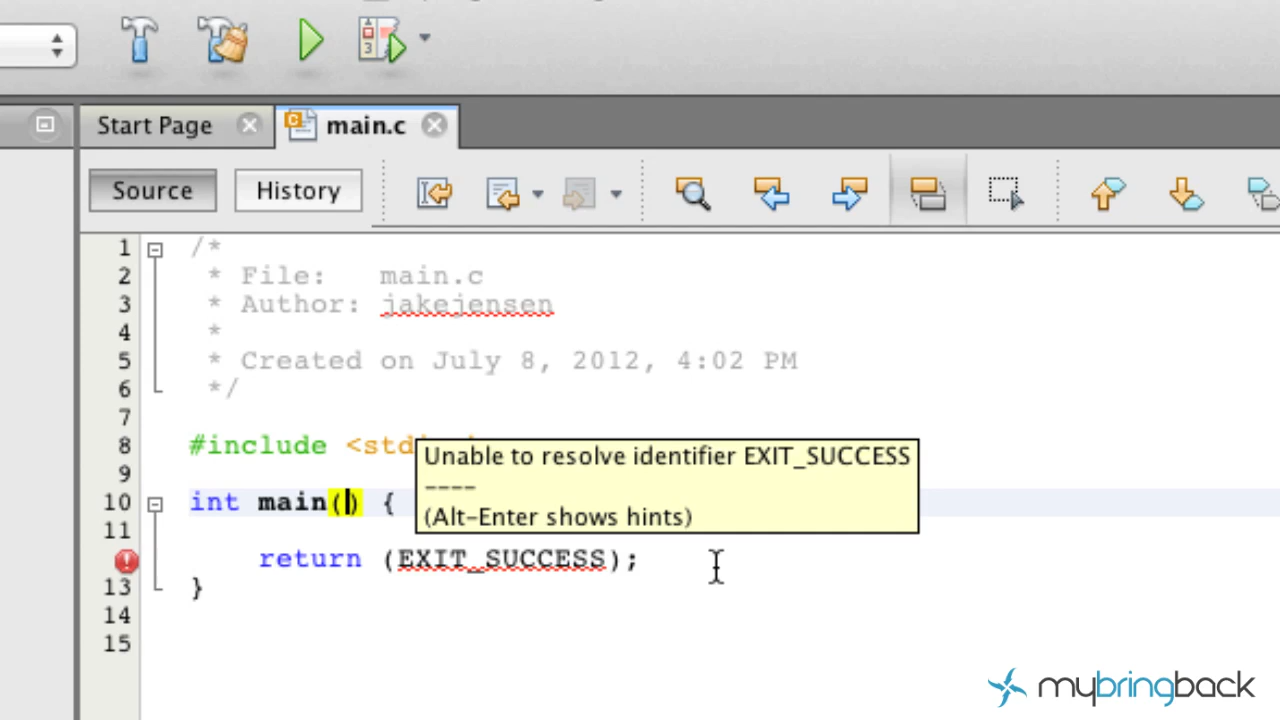 Start Page
main.c
Source
History
1 /*
2 * File: main.c
3 * Author: jakejensen
4 *
5 * Created on July 8, 2012, 4:02 PM
6 */
7
8 #include
9
10 int main() {
11
return (EXIT_SUCCESS);
13 }
14
15
Unable to resolve identifier EXIT_SUCCESS
----
(Alt-Enter shows hints)
mybringback